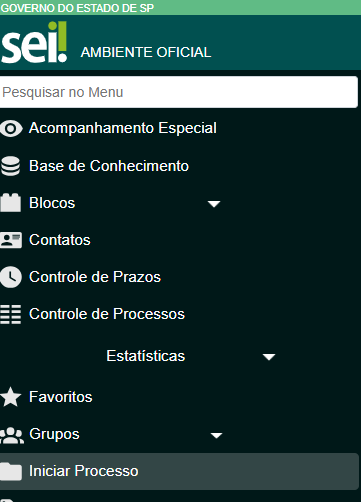 GOVERNO DO ESTADO DE SP
sei! AMBIENTE OFICIAL
Pesquisar no Menu
Acompanhamento Especial
Base de Conhecimento
Blocos
Contatos
Controle de Prazos
Controle de Processos
Estatísticas
Favoritos
Grupos
Iniciar Processo